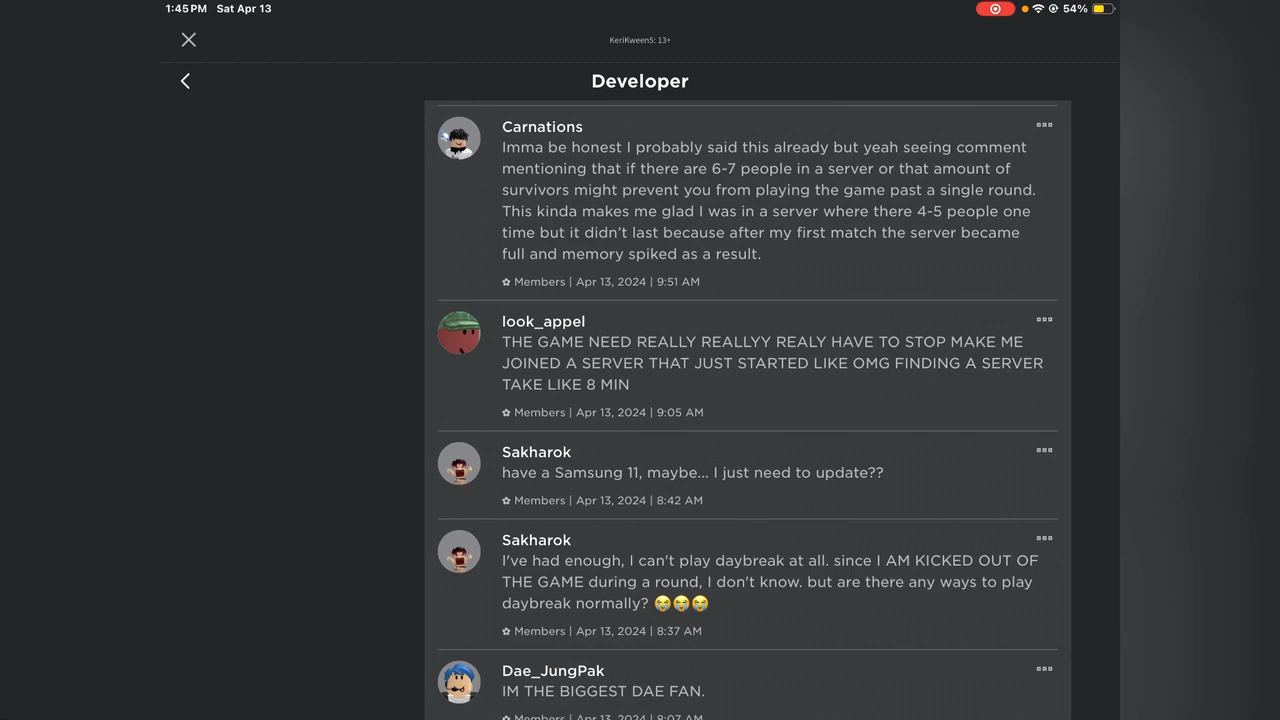 1:45 PM Sat Apr 13
54%
KeriKween5: 13+
Developer
Carnations
Imma be honest I probably said this already but yeah seeing comment
mentioning that if there are 6-7 people in a server or that amount of
survivors might prevent you from playing the game past a single round.
This kinda makes me glad I was in a server where there 4-5 people one
time but it didn't last because after my first match the server became
full and memory spiked as a result.
✿ Members | Apr 13, 2024 | 9:51 AM
look_appel
THE GAME NEED REALLY REALLYY REALY HAVE TO STOP MAKE ME
JOINED A SERVER THAT JUST STARTED LIKE OMG FINDING A SERVER
TAKE LIKE 8 MIN
✿ Members | Apr 13, 2024 | 9:05 AM
Sakharok
have a Samsung 11, maybe... I just need to update??
✿ Members | Apr 13, 2024 | 8:42 AM
Sakharok
I've had enough, I can't play daybreak at all. since I AM KICKED OUT OF
THE GAME during a round, I don't know. but are there any ways to play
daybreak normally? 😭😭😭
✿ Members | Apr 13, 2024 | 8:37 AM
Dae_JungPak
IM THE BIGGEST DAE FAN.
Members | Apr 13, 2024 | 8:07 AM